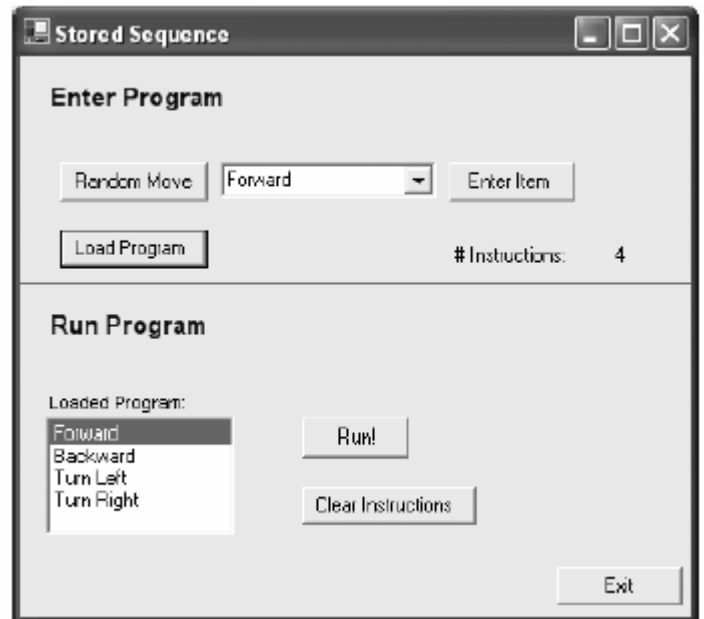 Stored Sequence
Enter Program
Random Move Forward Enter Item
Load Program # Instructions: 4
Run Program
Loaded Program:
Forward Run!
Backward
Turn Left
Turn Right Clear Instructions
Exit